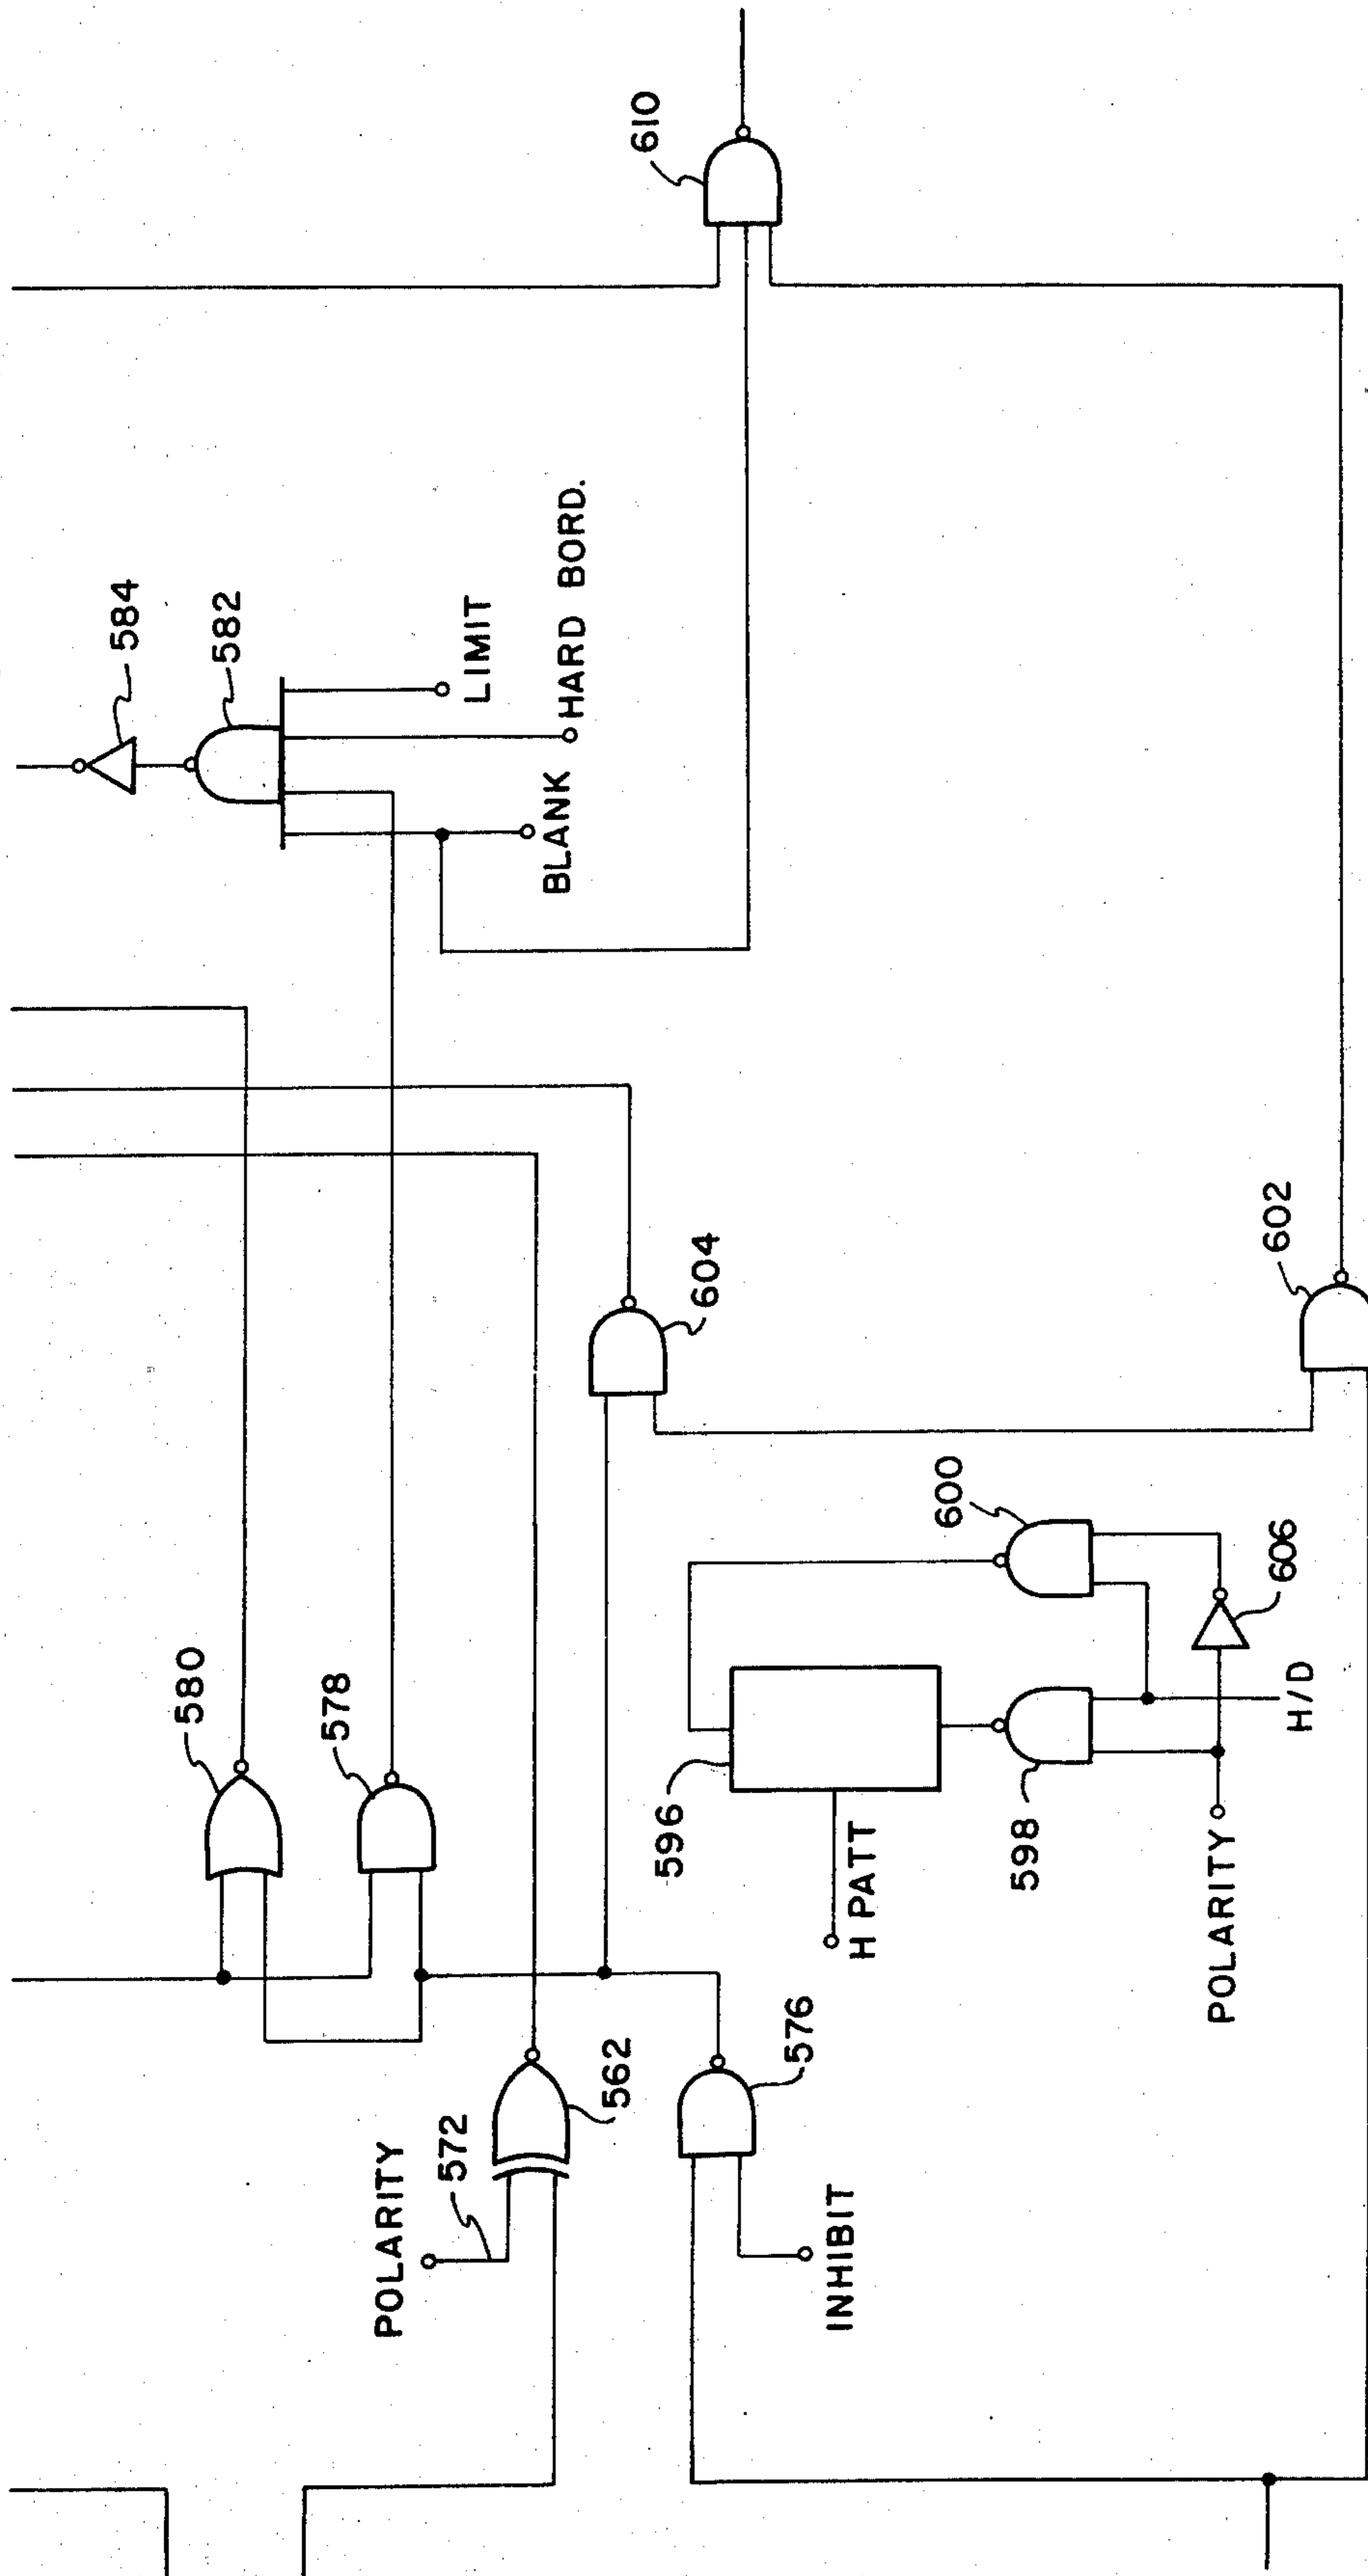 610
584
582
LIMIT
HARD BORD.
BLANK
604
602
600
606
580
578
596
H PATT
598
H/D
POLARITY
562
576
POLARITY
572
INHIBIT